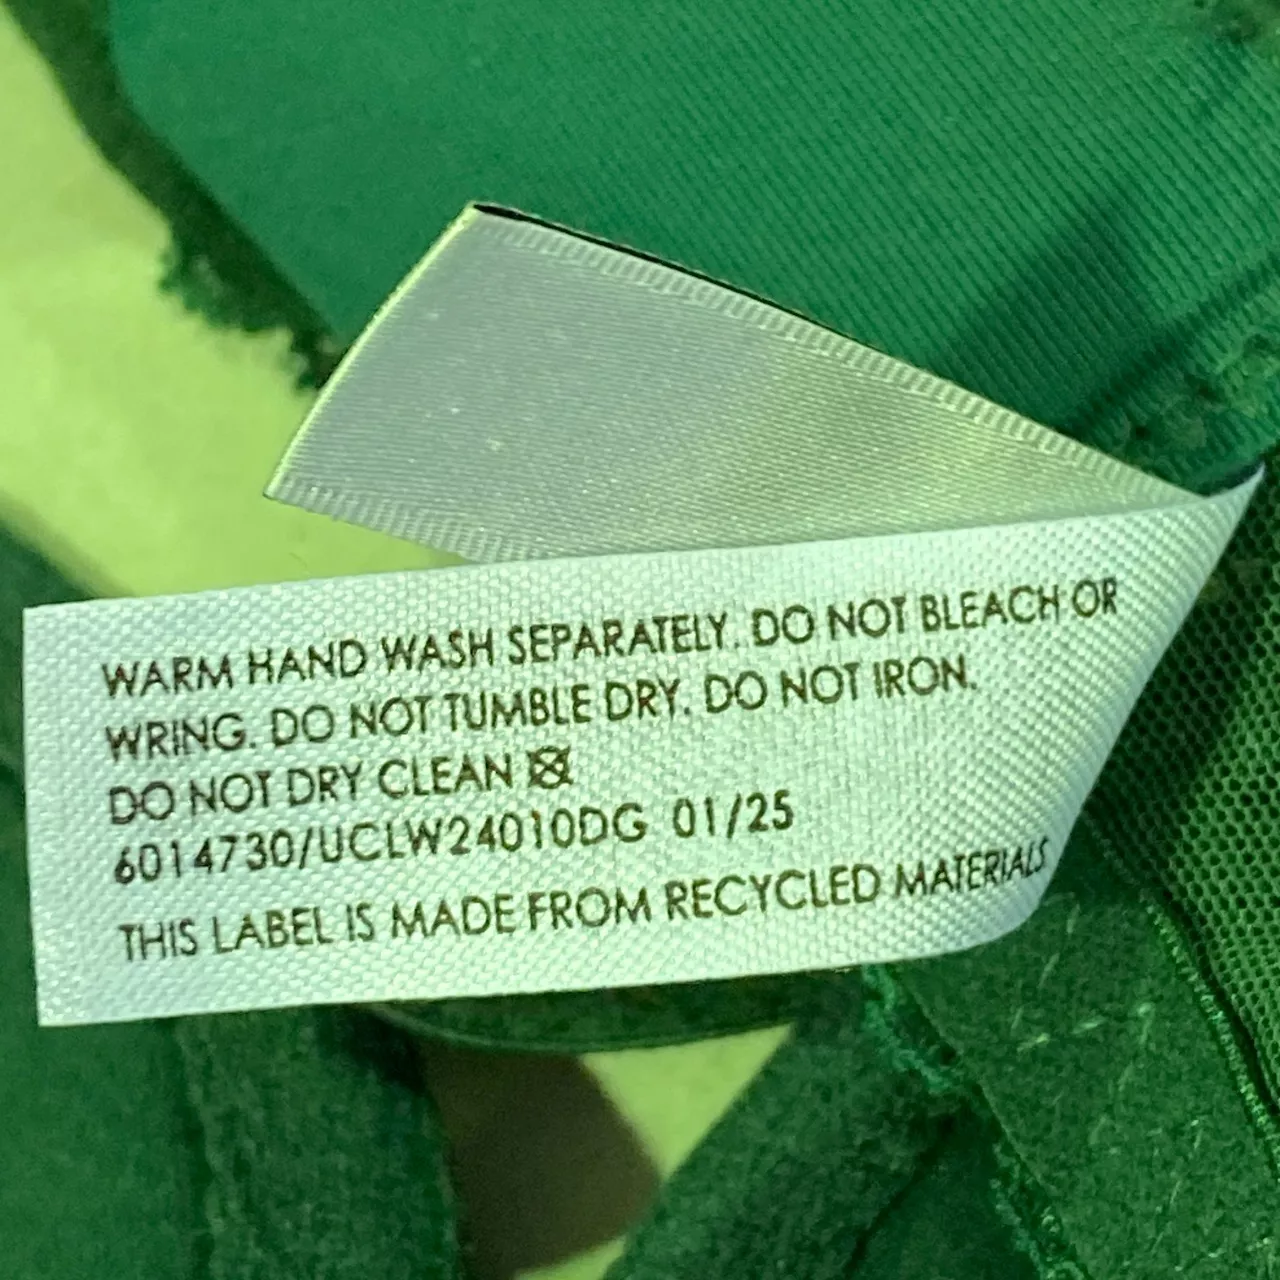 WARM HAND WASH SEPARATELY. DO NOT BLEACH OR
WRING. DO NOT TUMBLE DRY. DO NOT IRON.
DO NOT DRY CLEAN
6014730/UCLW24010DG 01/25
THIS LABEL IS MADE FROM RECYCLED MATERIALS